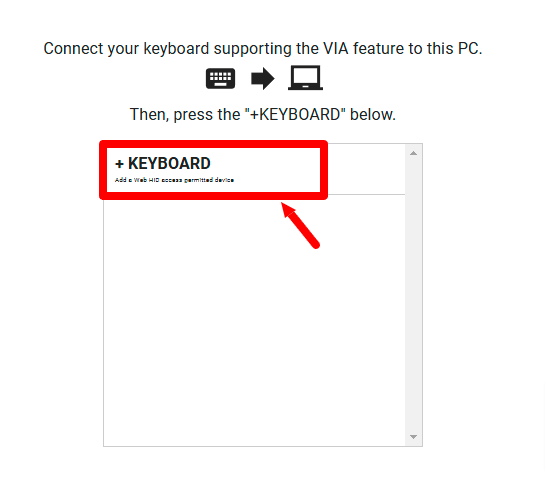 Connect your keyboard supporting the VIA feature to this PC.
Then, press the "+KEYBOARD" below.
+ KEYBOARD
Add a Web HID access permitted device